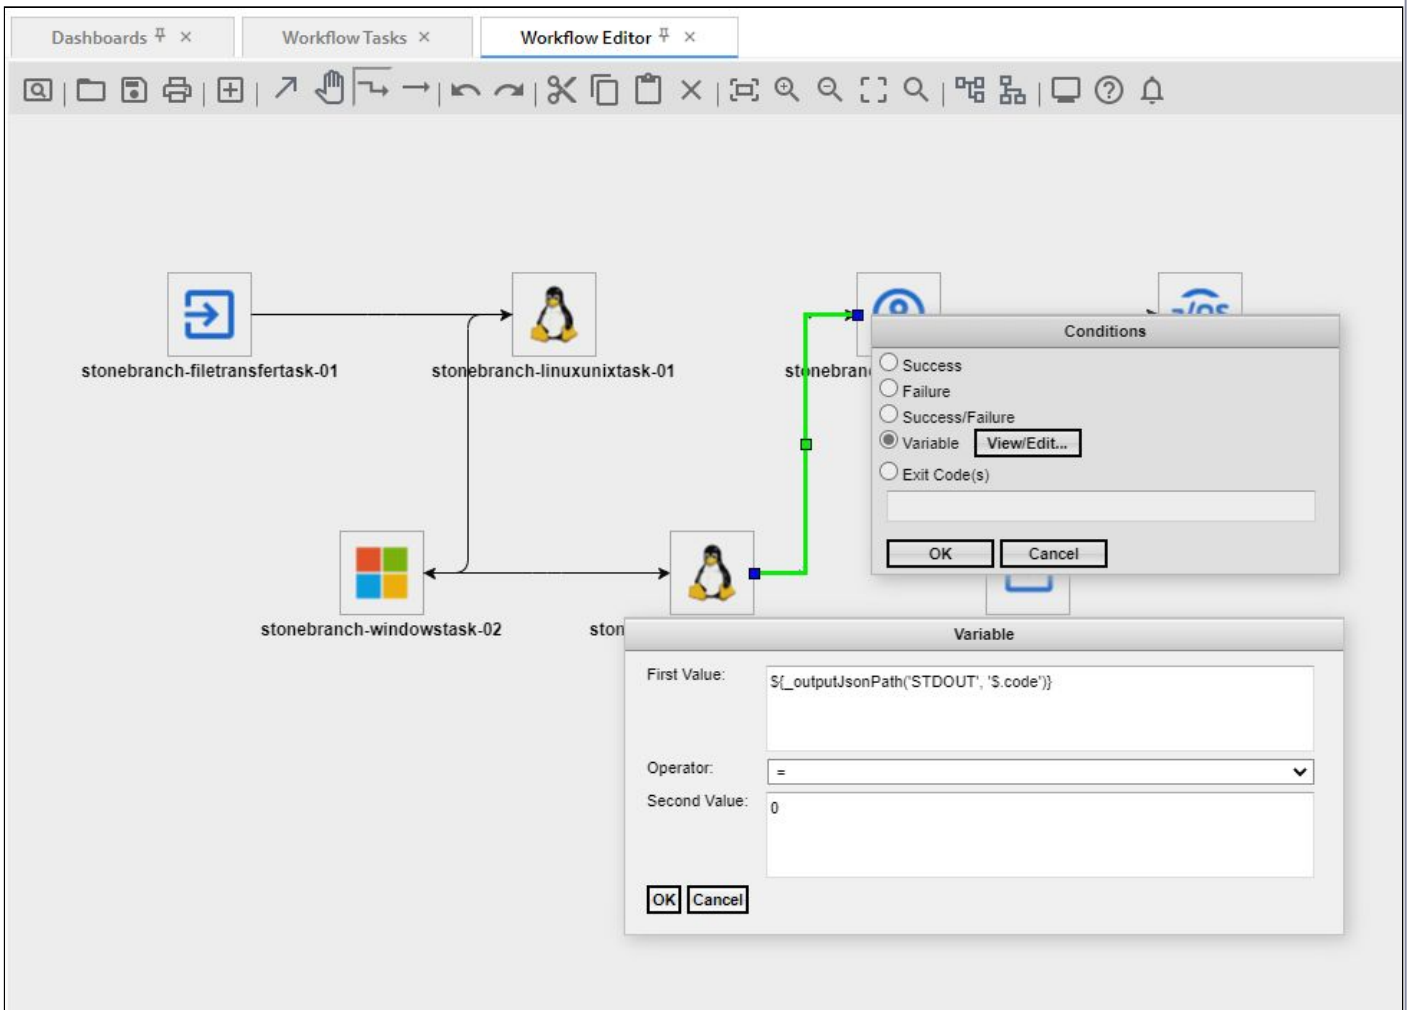 Dashboards
Workflow Tasks
Workflow Editor
z/OS
stonebranch-filetransfertask-01
stonebranch-linuxunixtask-01
Conditions
Success
Failure
Success/Failure
Variable View/Edit...
Exit Code(s)
OK Cancel
stonebranch-windowstask-02
Variable
First Value: ${_outputJsonPath('STDOUT', '$.code')}
Operator: =
Second Value: 0
OK Cancel